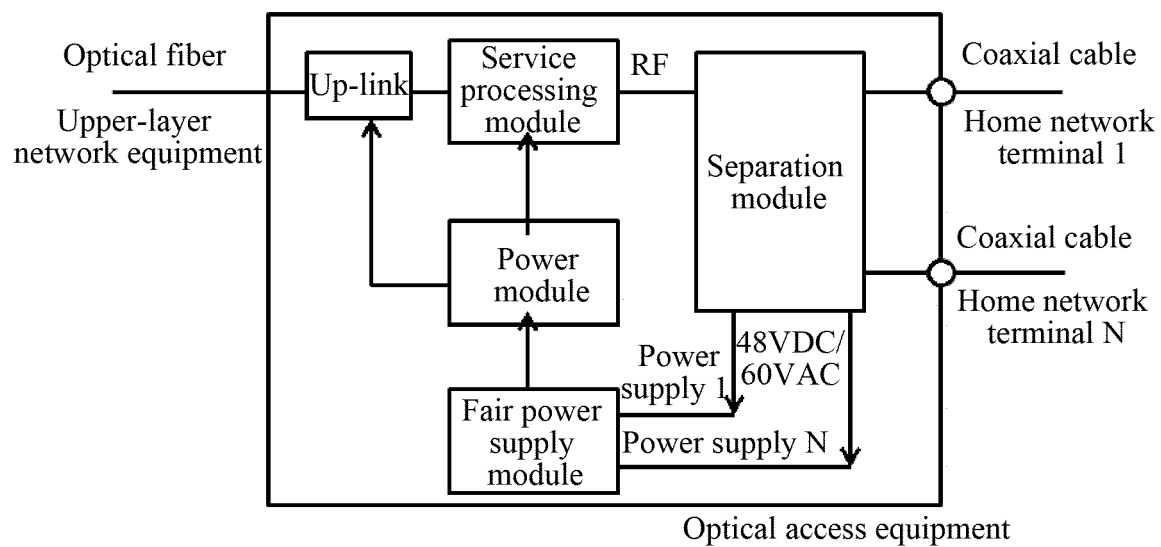 Optical fiber
Upper-layer
network equipment
Up-link
Service
processing
module
RF
Separation
module
Coaxial cable
Home network
terminal 1
Coaxial cable
Home network
terminal N
Power
module
Power
supply 1
48VDC/
60VAC
Fair power
supply
module
Power supply N
Optical access equipment